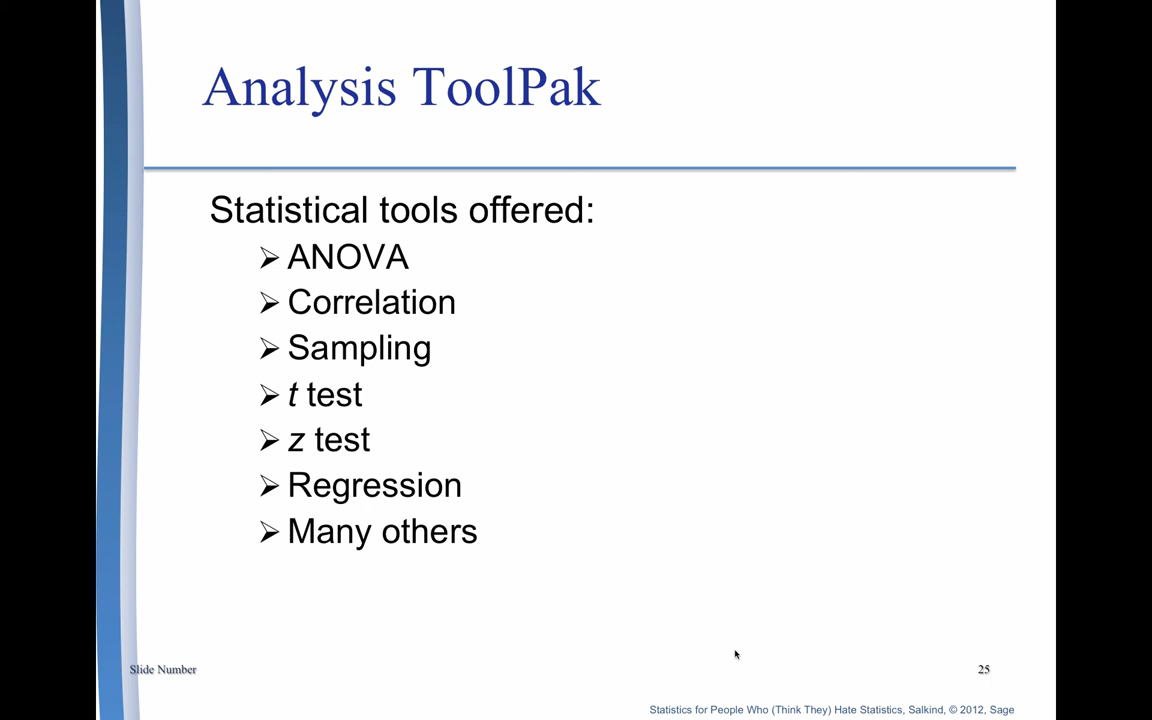 Analysis ToolPak
Statistical tools offered:
➢ ANOVA
➢ Correlation
➢ Sampling
➢ t test
➢ z test
➢ Regression
➢ Many others
Slide Number
25
Statistics for People Who (Think They) Hate Statistics, Salkind, © 2012, Sage